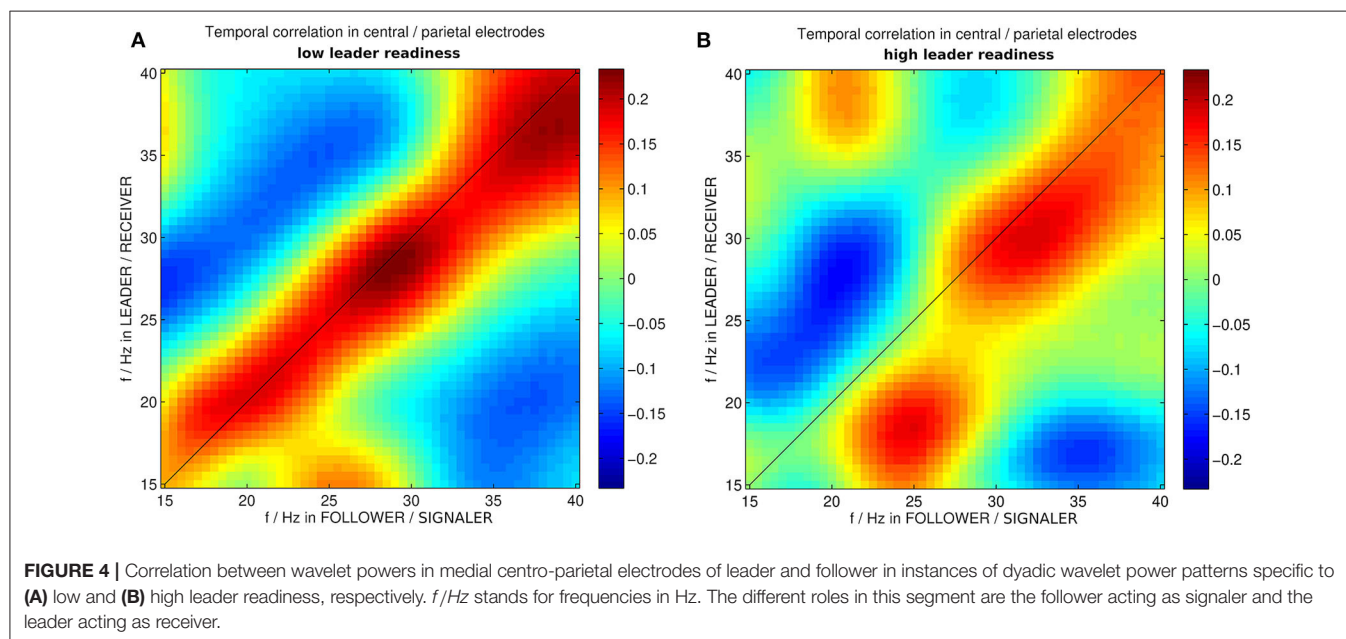 A
Temporal correlation in central / parietal electrodes
low leader readiness
40
35
30
25
20
15
f / Hz in LEADER / RECEIVER
15 20 25 30 35 40
f / Hz in FOLLOWER / SIGNALER
0.2
0.15
0.1
0.05
0
−0.05
−0.1
−0.15
−0.2
B
Temporal correlation in central / parietal electrodes
high leader readiness
40
35
30
25
20
15
f / Hz in LEADER / RECEIVER
15 20 25 30 35 40
f / Hz in FOLLOWER / SIGNALER
0.2
0.15
0.1
0.05
0
−0.05
−0.1
−0.15
−0.2
FIGURE 4 | Correlation between wavelet powers in medial centro-parietal electrodes of leader and follower in instances of dyadic wavelet power patterns specific to
(A) low and (B) high leader readiness, respectively. f/Hz stands for frequencies in Hz. The different roles in this segment are the follower acting as signaler and the
leader acting as receiver.